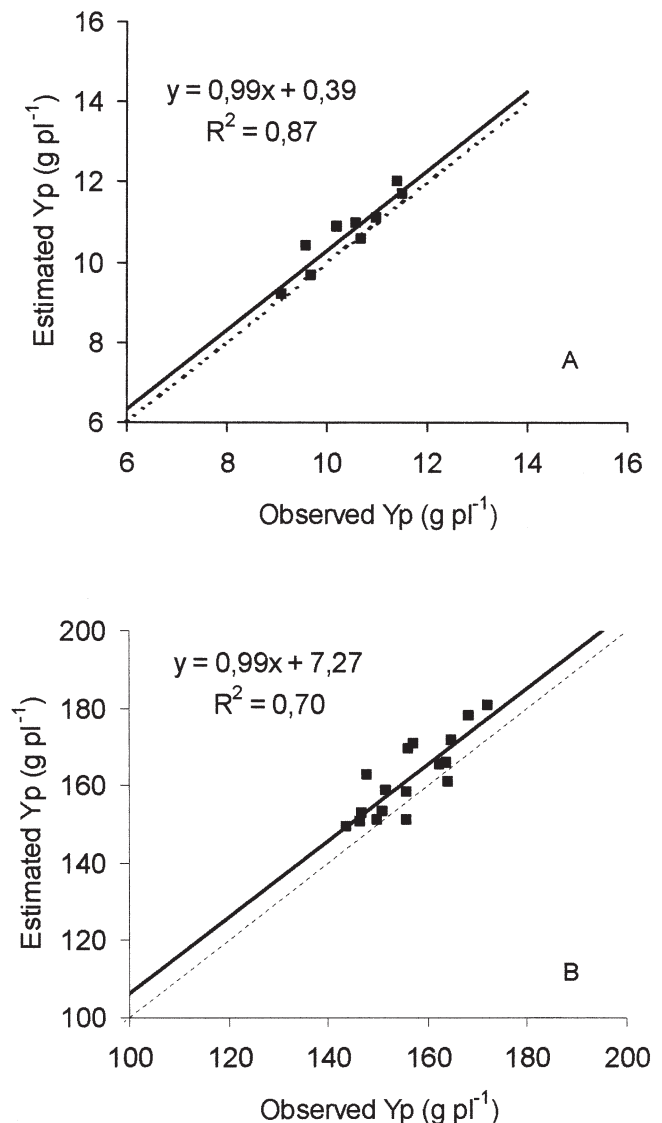 16
14
12
10
8
6
Estimated Yp (g pl⁻¹)
y = 0,99x + 0,39
R² = 0,87
A
6 8 10 12 14 16
Observed Yp (g pl⁻¹)
200
180
160
140
120
100
Estimated Yp (g pl⁻¹)
y = 0,99x + 7,27
R² = 0,70
B
100 120 140 160 180 200
Observed Yp (g pl⁻¹)